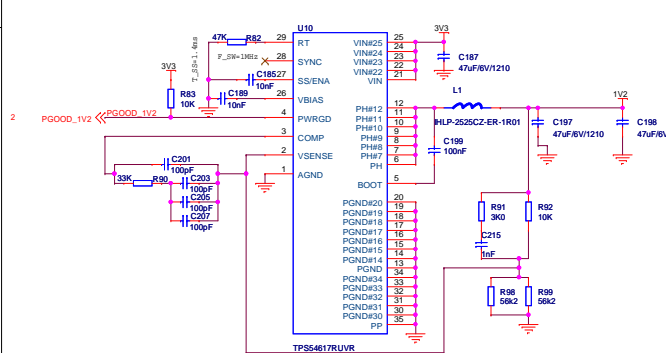 U10
47K R82
29 RT
F_SW=1MHz
28 SYNC
T_SS=1.4ms
C185
10nF
27 SS/ENA
C189
10nF
26 VBIAS
3V3
R83
10K
2
PGOOD_1V2
PGOOD_1V2
4 PWRGD
3 COMP
2 VSENSE
1 AGND
C201
100pF
33K R90
C203
100pF
C205
100pF
C207
100pF
VIN#25 25
VIN#24 24
VIN#23 23
VIN#22 22
VIN 21
3V3
C187
47uF/6V/1210
PH#12 12
PH#11 11
PH#10 10
PH#9 9
PH#8 8
PH#7 7
PH 6
BOOT 5
L1
IHLP-2525CZ-ER-1R01
C199
100nF
C197
47uF/6V/1210
1V2
C198
47uF/6V
R91
3K0
R92
10K
C215
1nF
R98
56k2
R99
56k2
PGND#20 20
PGND#19 19
PGND#18 18
PGND#17 17
PGND#16 16
PGND#15 15
PGND#14 14
PGND 13
PGND#34 34
PGND#33 33
PGND#32 32
PGND#31 31
PGND#30 30
PP 35
TPS54617RUVR